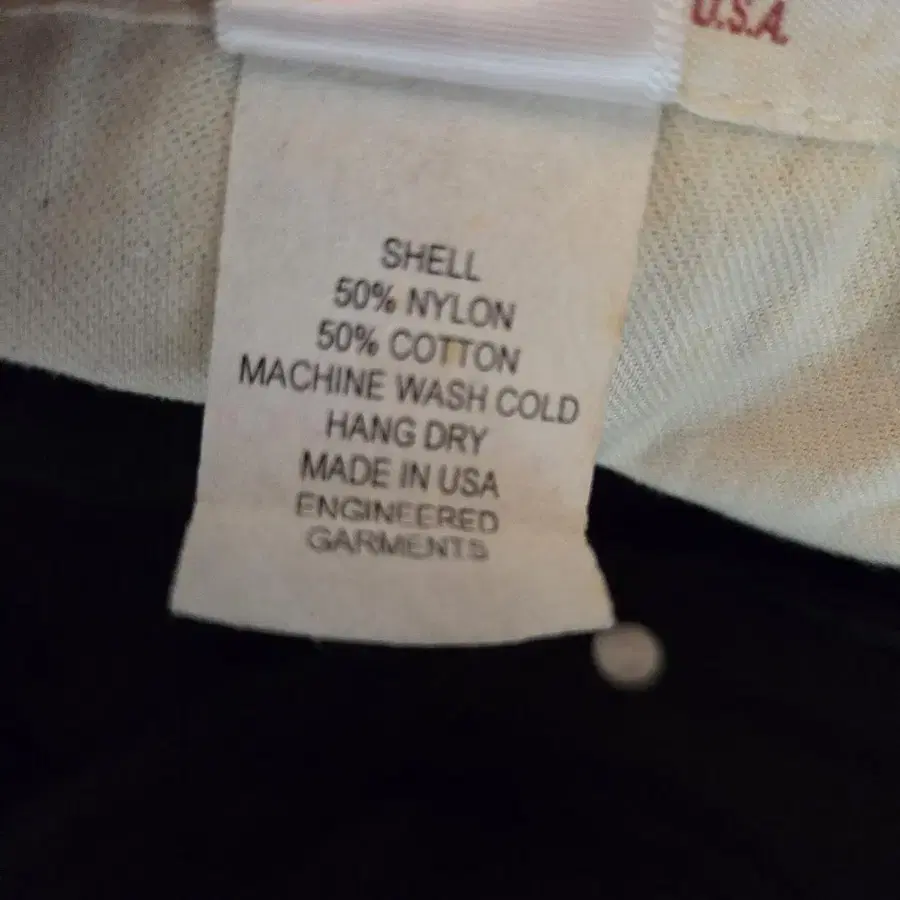 U.S.A.
SHELL
50% NYLON
50% COTTON
MACHINE WASH COLD
HANG DRY
MADE IN USA
ENGINEERED
GARMENTS